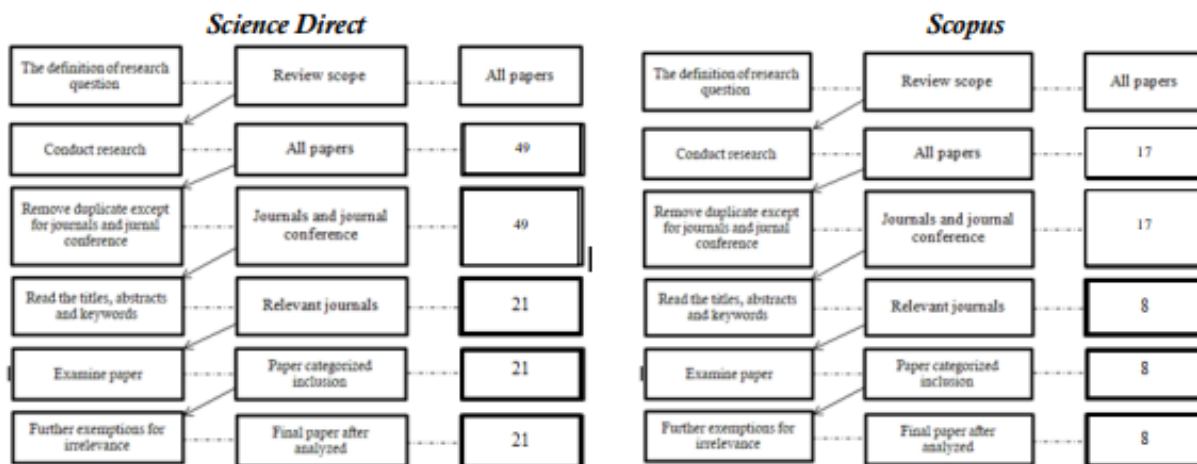 Science Direct
The definition of research
question
Review scope
All papers
Conduct research
All papers
49
Remove duplicate except
for journals and jurnal
conference
Journals and journal
conference
49
Read the titles, abstracts
and keywords
Relevant journals
21
Examine paper
Paper categorized
inclusion
21
Further exemptions for
irrelevance
Final paper after
analyzed
21
Scopus
The definition of research
question
Review scope
All papers
Conduct research
All papers
17
Remove duplicate except
for journals and jurnal
conference
Journals and journal
conference
17
Read the titles, abstracts
and keywords
Relevant journals
8
Examine paper
Paper categorized
inclusion
8
Further exemptions for
irrelevance
Final paper after
analyzed
8